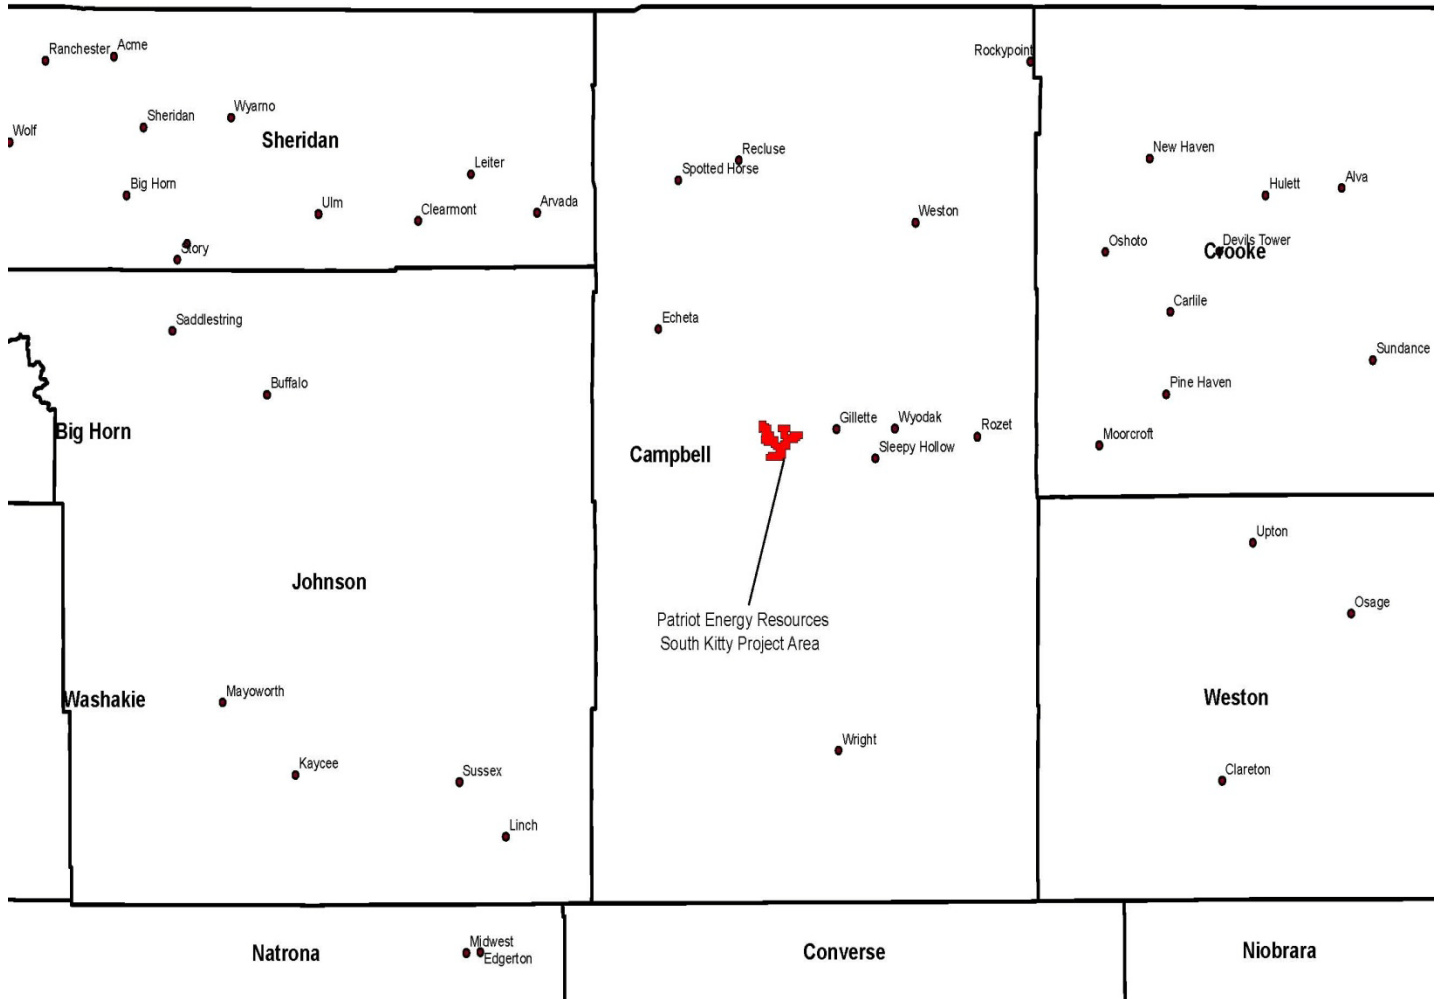 Ranchester
Acme
Rockypoint
Wyarno
Sheridan
Wolf
Sheridan
Recluse
New Haven
Leiter
Spotted Horse
Alva
Big Horn
Hulett
Ulm
Clearmont
Arvada
Weston
Story
Oshoto
Devils Tower
Crooke
Carlile
Saddlestring
Echeta
Sundance
Buffalo
Pine Haven
Big Horn
Gillette
Wyodak
Rozet
Moorcroft
Campbell
Sleepy Hollow
Upton
Johnson
Osage
Patriot Energy Resources
South Kitty Project Area
Mayoworth
Washakie
Weston
Wright
Kaycee
Sussex
Clareton
Linch
Natrona
Midwest
Edgerton
Converse
Niobrara